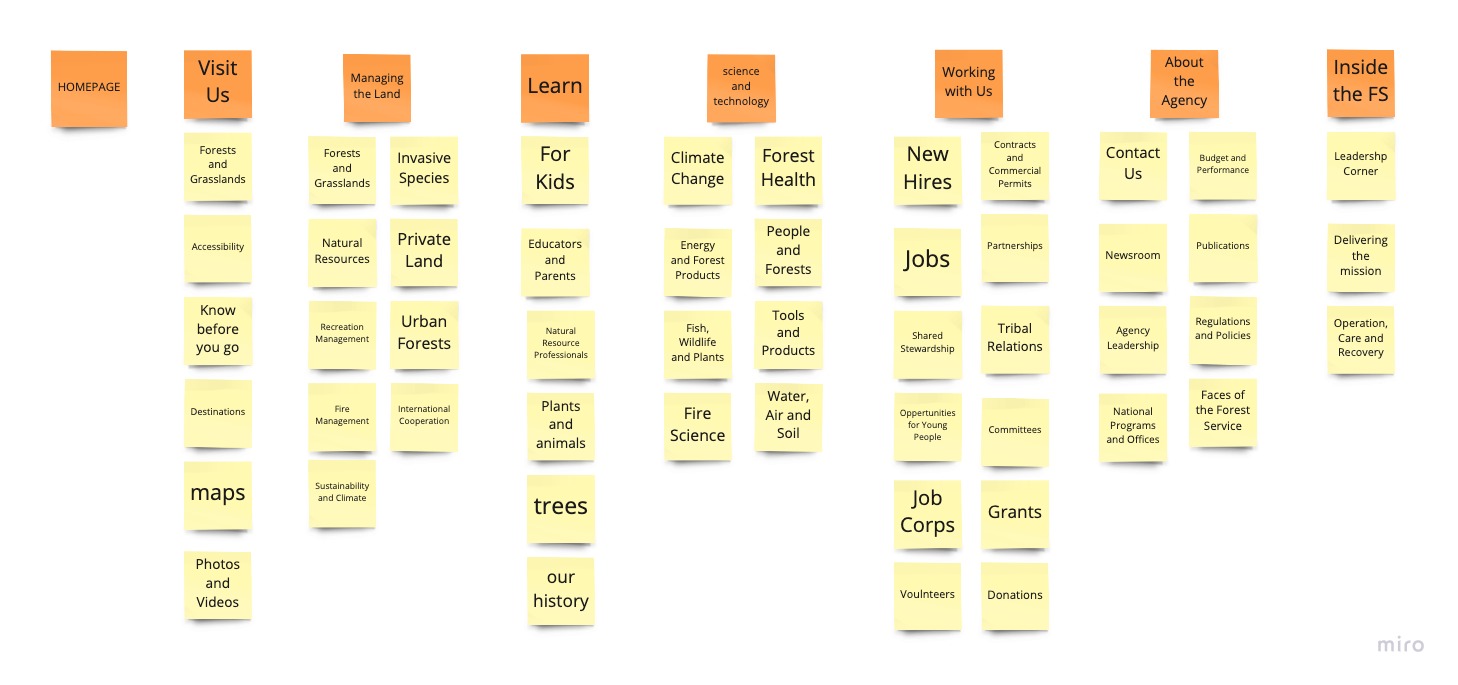 HOMEPAGE
Visit
Us
Forests
and
Grasslands
Accessibility
Know
before
you go
Destinations
maps
Photos
and
Videos
Managing
the Land
Forests
and
Grasslands
Natural
Resources
Recreation
Management
Fire
Management
Sustainability
and Climate
Invasive
Species
Private
Land
Urban
Forests
International
Cooperation
Learn
For
Kids
Educators
and
Parents
Natural
Resource
Professionals
Plants
and
animals
trees
our
history
science
and
technology
Climate
Change
Energy
and Forest
Products
Fish,
Wildlife
and Plants
Fire
Science
Forest
Health
People
and
Forests
Tools
and
Products
Water,
Air and
Soil
Working
with Us
New
Hires
Jobs
Shared
Stewardship
Oppertunities
for Young
People
Job
Corps
Voulnteers
Contracts
and
Commercial
Permits
Partnerships
Tribal
Relations
Committees
Grants
Donations
About
the
Agency
Contact
Us
Newsroom
Agency
Leadership
National
Programs
and Offices
Budget and
Performance
Publications
Regulations
and Policies
Faces of
the Forest
Service
Inside
the FS
Leadershp
Corner
Delivering
the
mission
Operation,
Care and
Recovery
miro